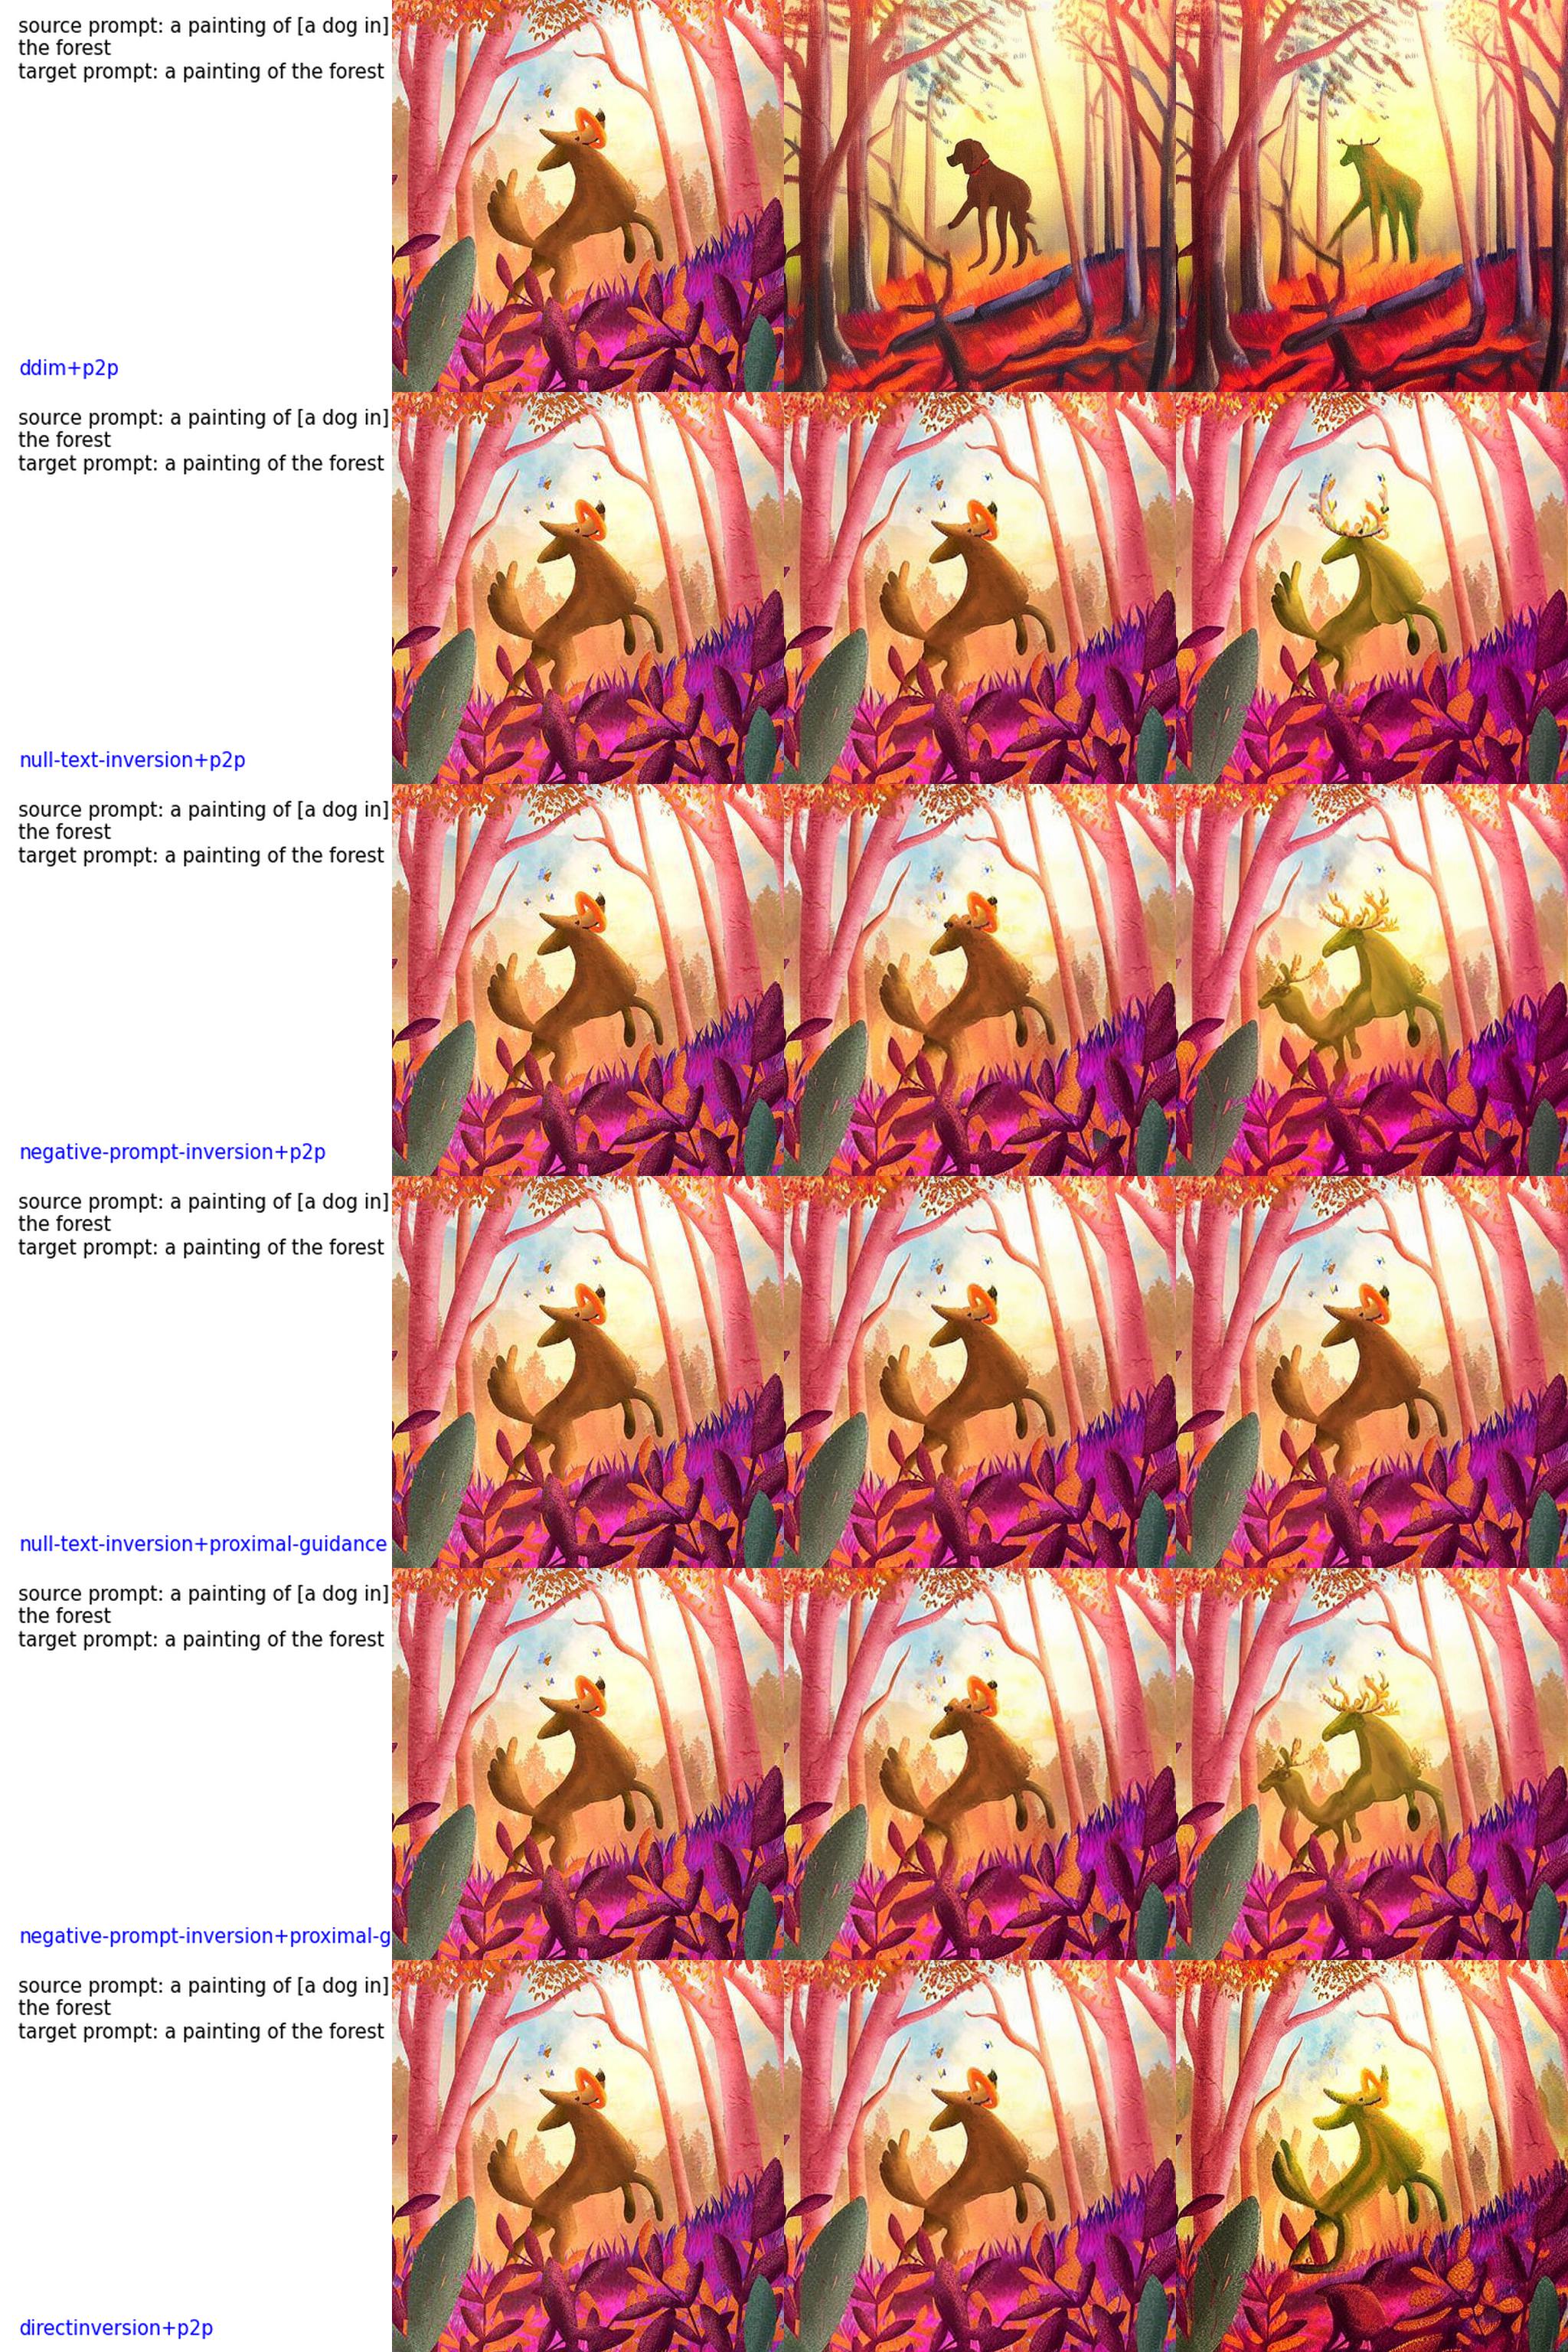 source prompt: a painting of [a dog in]
the forest
target prompt: a painting of the forest
ddim+p2p
source prompt: a painting of [a dog in]
the forest
target prompt: a painting of the forest
null-text-inversion+p2p
source prompt: a painting of [a dog in]
the forest
target prompt: a painting of the forest
negative-prompt-inversion+p2p
source prompt: a painting of [a dog in]
the forest
target prompt: a painting of the forest
null-text-inversion+proximal-guidance
source prompt: a painting of [a dog in]
the forest
target prompt: a painting of the forest
negative-prompt-inversion+proximal-g
source prompt: a painting of [a dog in]
the forest
target prompt: a painting of the forest
directinversion+p2p